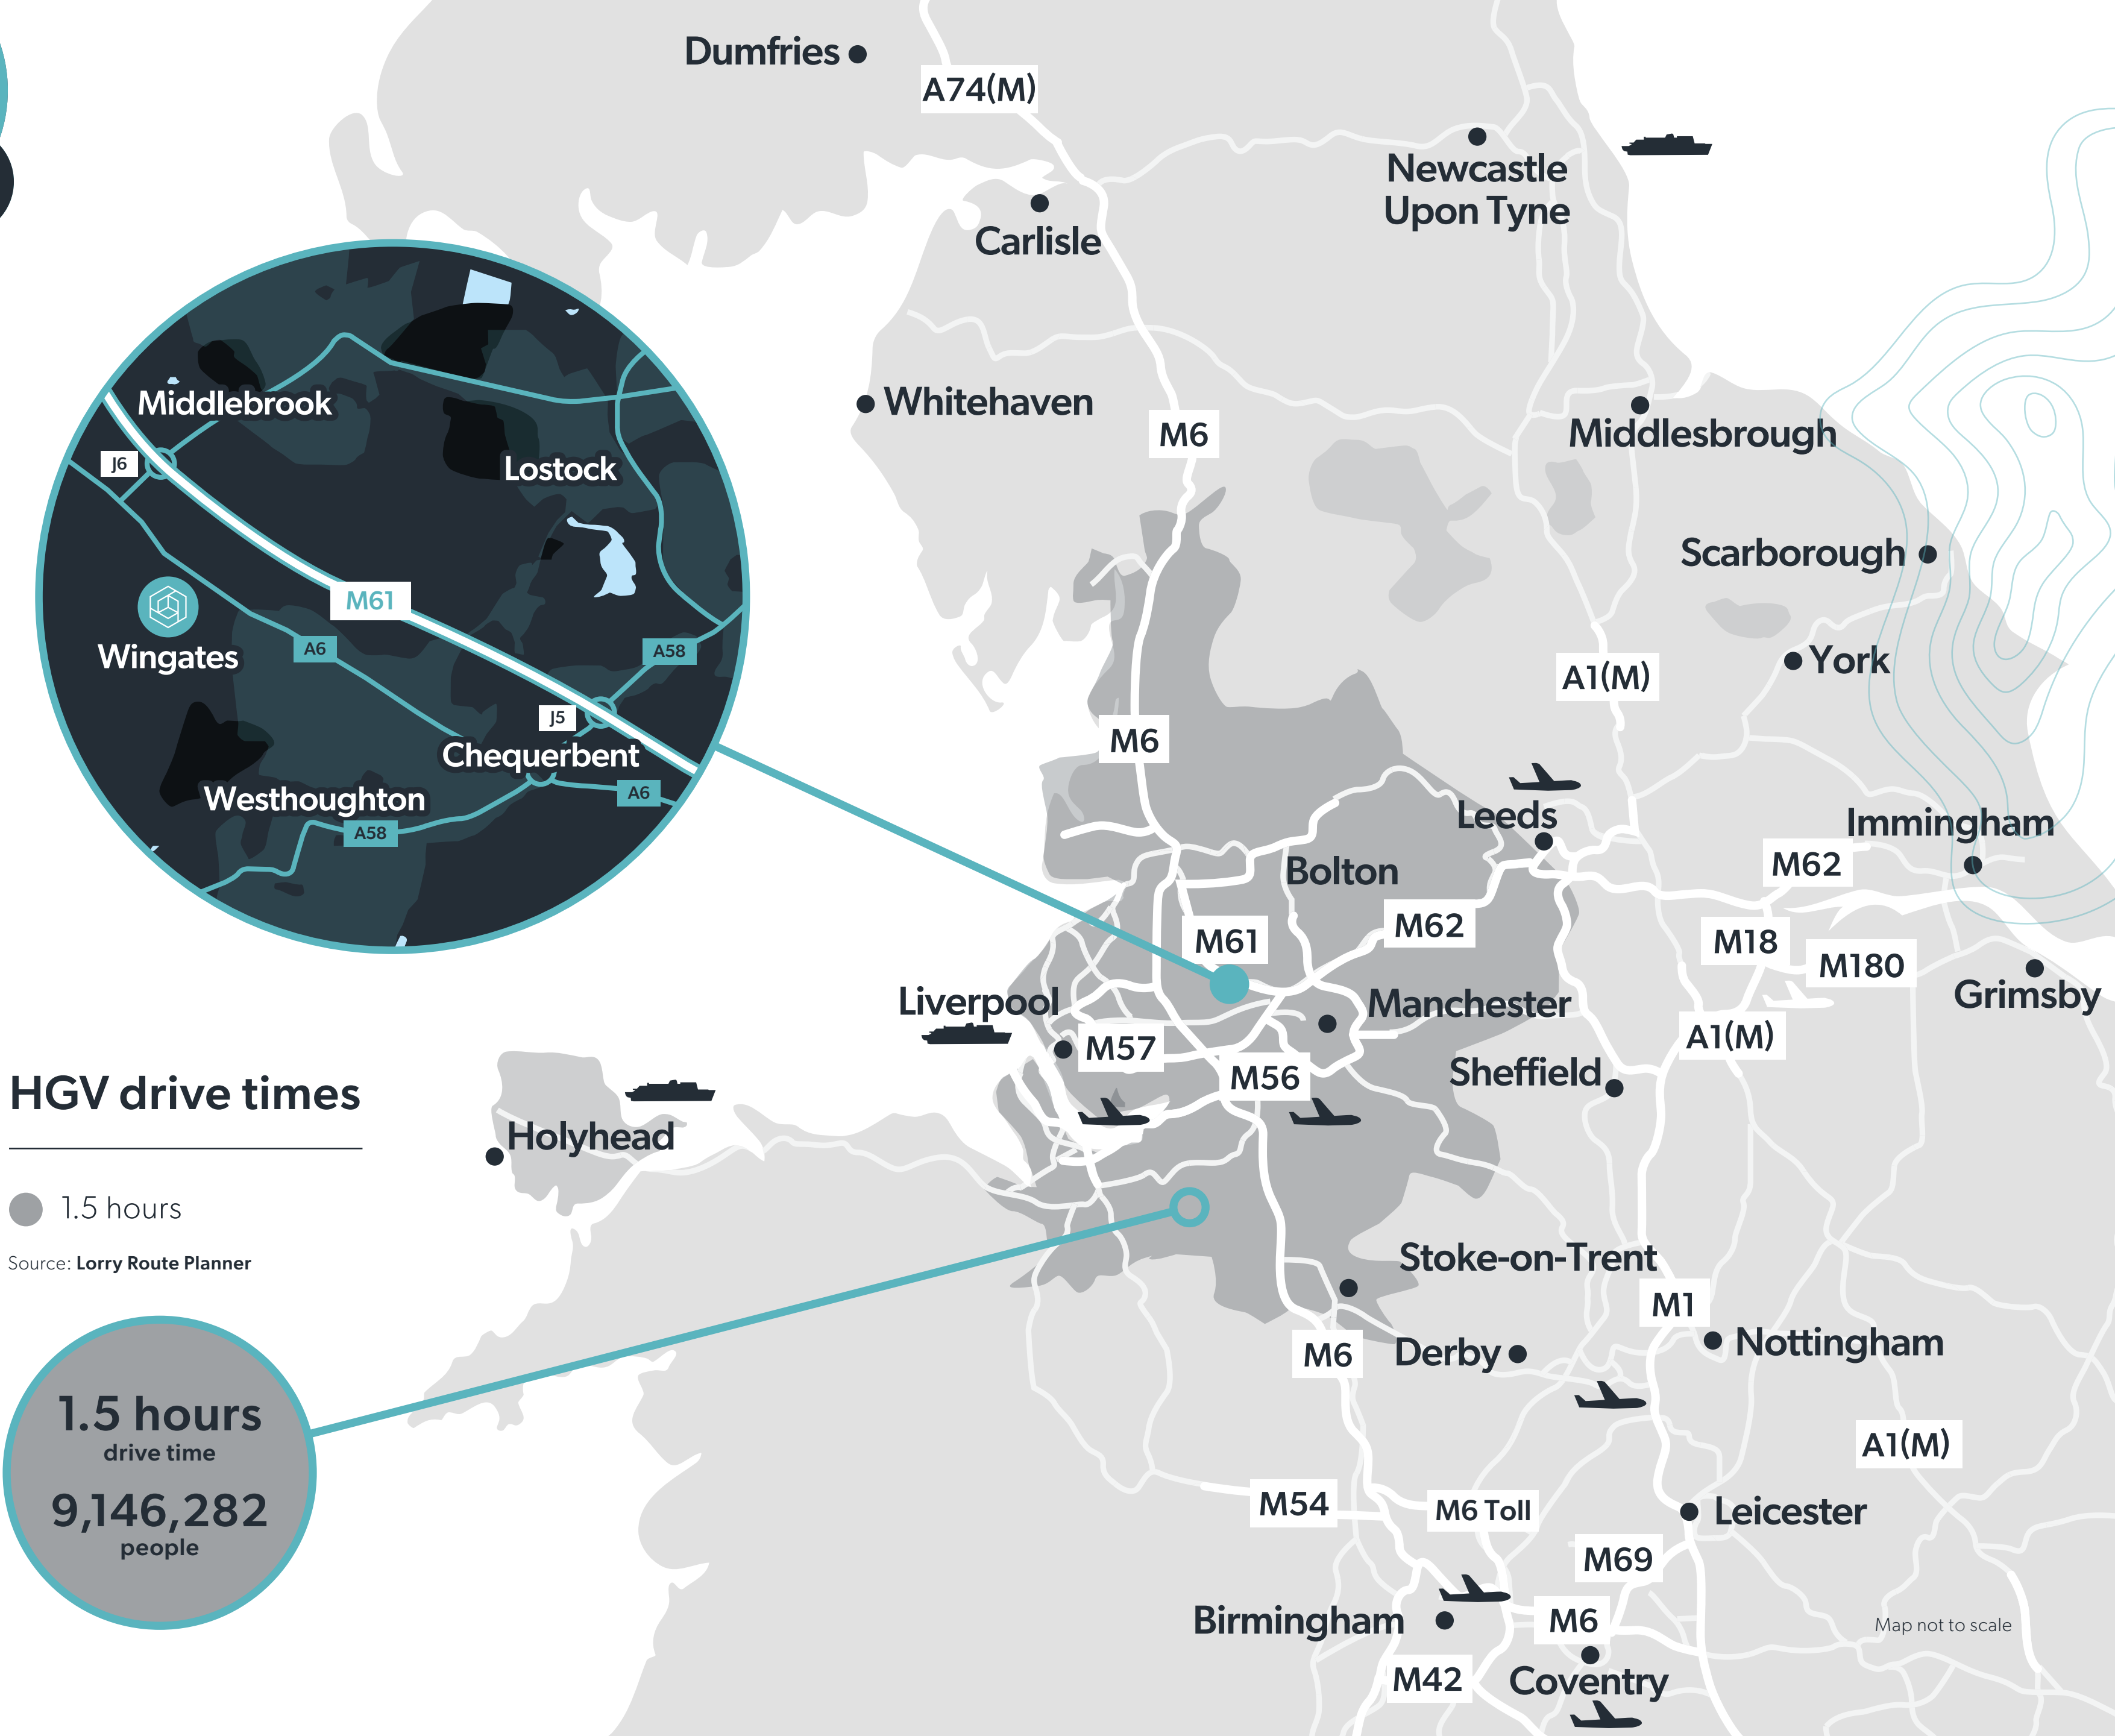 Dumfries
A74(M)
Newcastle
Upon Tyne
Carlisle
Whitehaven
M6
Middlesbrough
Middlebrook
J6
Lostock
Scarborough
M61
Wingates
A6
A58
York
A1(M)
J5
Chequerbent
M6
Westhoughton
A6
A58
Leeds
Immingham
Bolton
M62
M62
M61
M18
M180
Grimsby
Liverpool
Manchester
M57
A1(M)
M56
Sheffield
HGV drive times
Holyhead
1.5 hours
Source: Lorry Route Planner
Stoke-on-Trent
M1
M6
Derby
Nottingham
1.5 hours
drive time
9,146,282
people
A1(M)
M54
M6 Toll
Leicester
M69
Birmingham
M6
Map not to scale
M42
Coventry